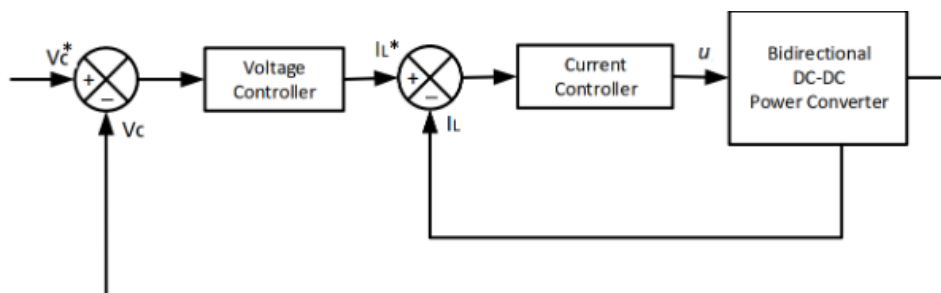 Vc*
+
−
Vc
Voltage
Controller
IL*
+
−
IL
Current
Controller
u
Bidirectional
DC-DC
Power Converter